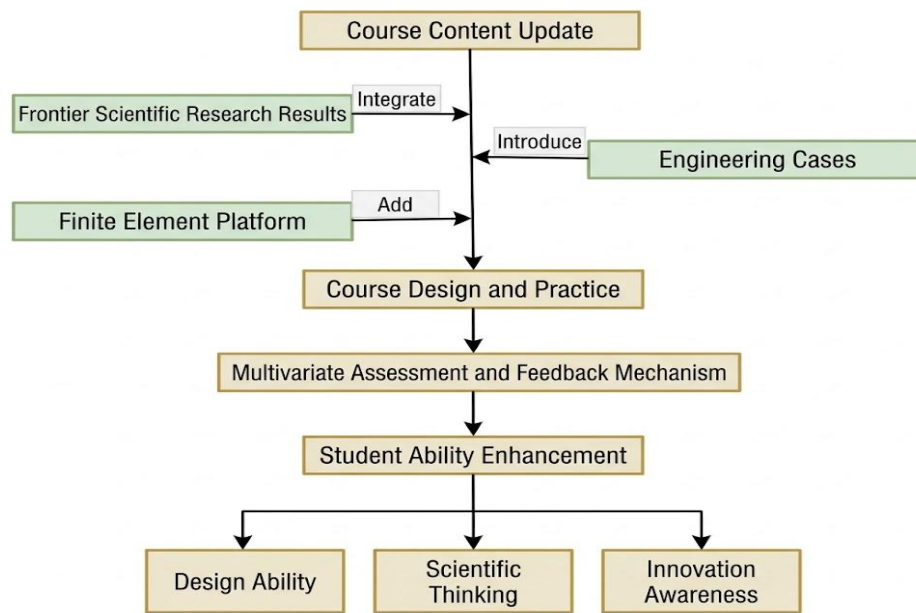 Course Content Update
Integrate
Frontier Scientific Research Results
Introduce
Engineering Cases
Add
Finite Element Platform
Course Design and Practice
Multivariate Assessment and Feedback Mechanism
Student Ability Enhancement
Design Ability
Scientific
Thinking
Innovation
Awareness